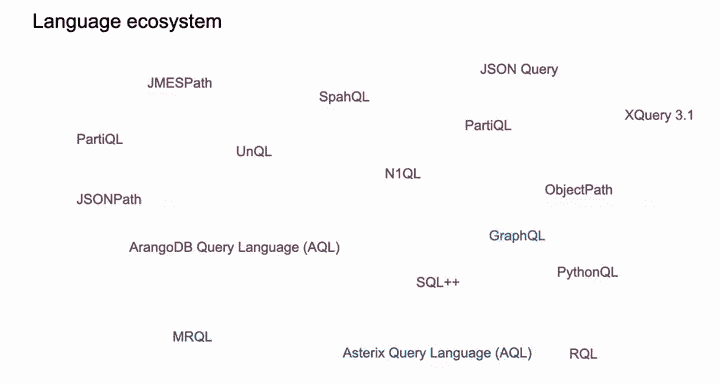 Language ecosystem
JSON Query
JMESPath
SpahQL
XQuery 3.1
PartiQL
PartiQL
UnQL
N1QL
ObjectPath
JSONPath
GraphQL
ArangoDB Query Language (AQL)
PythonQL
SQL++
MRQL
Asterix Query Language (AQL)
RQL